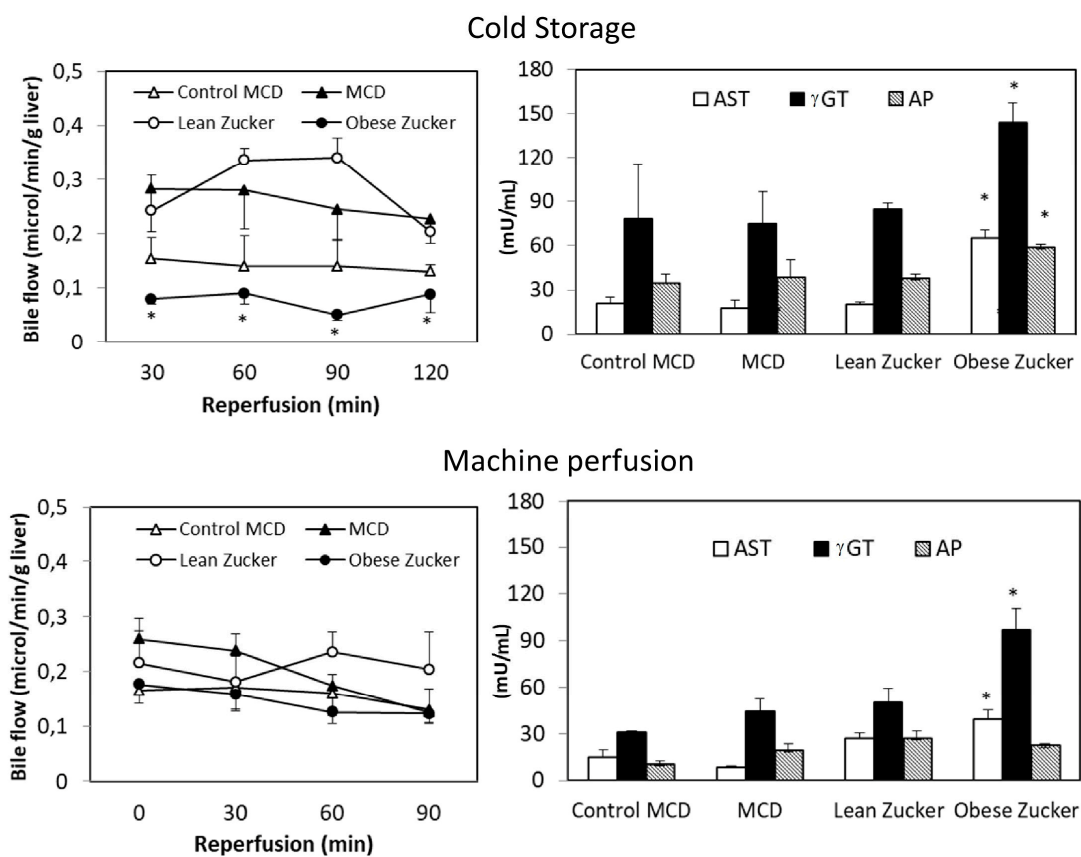 Cold Storage
Bile flow (microl/min/g liver)
0,5
0,4
0,3
0,2
0,1
0
Control MCD MCD
Lean Zucker Obese Zucker
* * * *
30 60 90 120
Reperfusion (min)
(mU/mL)
180
150
120
90
60
30
0
AST γGT AP
* * *
Control MCD MCD Lean Zucker Obese Zucker
Machine perfusion
Bile flow (microl/min/g liver)
0,5
0,4
0,3
0,2
0,1
0
Control MCD MCD
Lean Zucker Obese Zucker
0 30 60 90
Reperfusion (min)
(mU/mL)
180
150
120
90
60
30
0
AST γGT AP
* *
Control MCD MCD Lean Zucker Obese Zucker